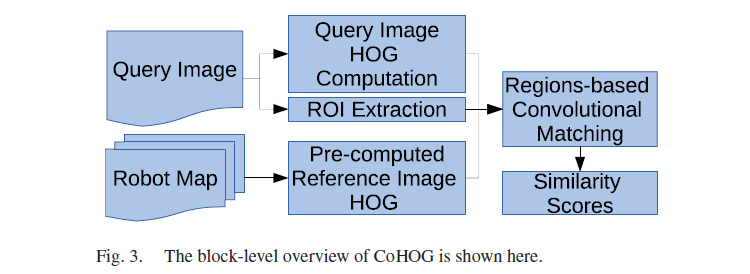 Query Image
Query Image
HOG
Computation
ROI Extraction
Regions-based
Convolutional
Matching
Robot Map
Pre-computed
Reference Image
HOG
Similarity
Scores
Fig. 3. The block-level overview of CoHOG is shown here.